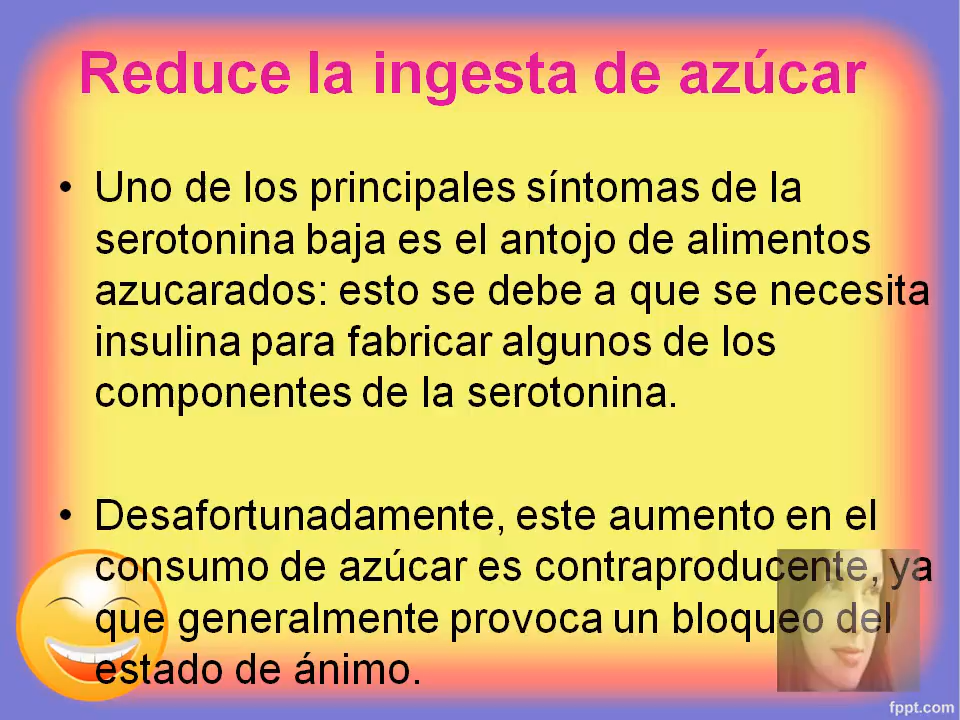 Reduce la ingesta de azúcar
• Uno de los principales síntomas de la
serotonina baja es el antojo de alimentos
azucarados: esto se debe a que se necesita
insulina para fabricar algunos de los
componentes de la serotonina.
• Desafortunadamente, este aumento en el
consumo de azúcar es contraproducente, ya
que generalmente provoca un bloqueo del
estado de ánimo.
fppt.com